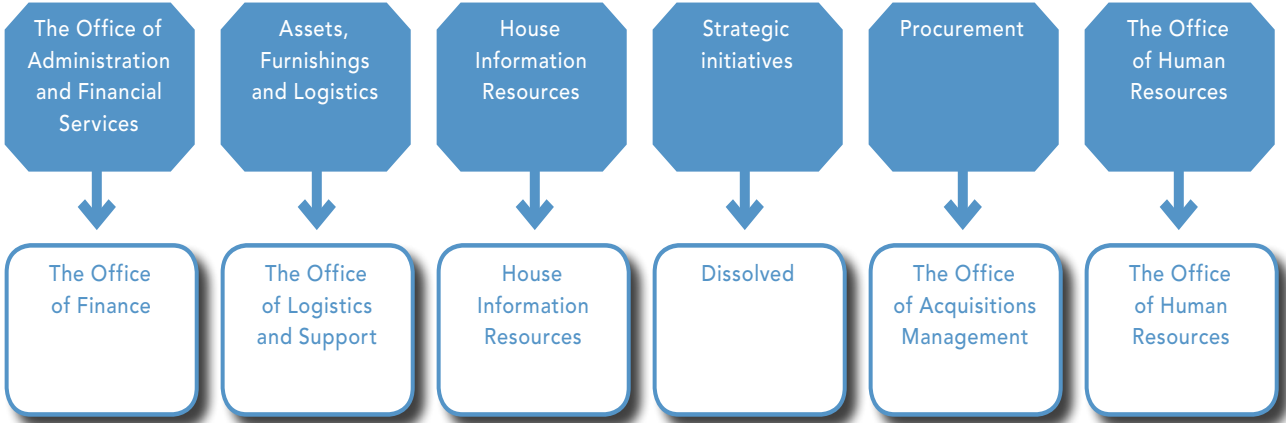 The Office of
Administration
and Financial
Services
Assets,
Furnishings
and Logistics
House
Information
Resources
Strategic
initiatives
Procurement
The Office
of Human
Resources
The Office
of Finance
The Office
of Logistics
and Support
House
Information
Resources
Dissolved
The Office
of Acquisitions
Management
The Office
of Human
Resources